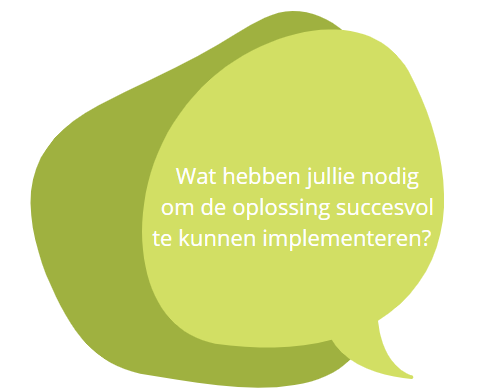 Wat hebben jullie nodig
om de oplossing succesvol
te kunnen implementeren?